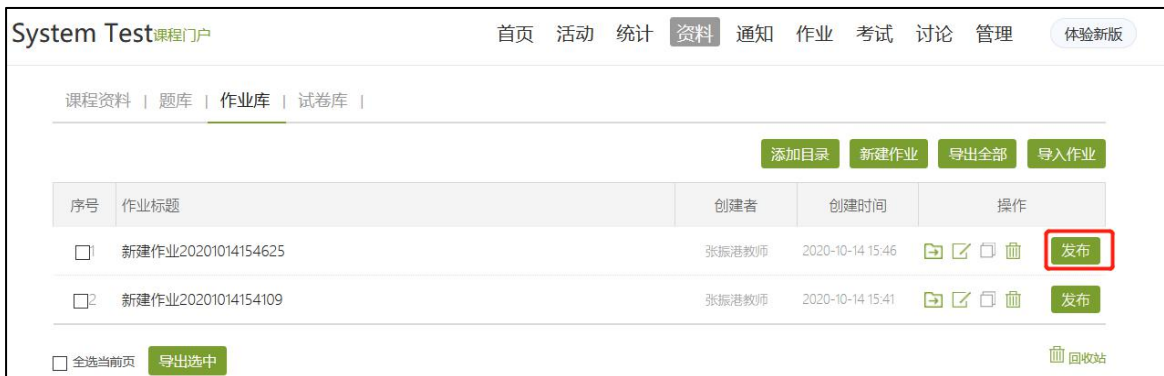 System Test课程门户 首页 活动 统计 资料 通知 作业 考试 讨论 管理 体验新版
课程资料 | 题库 | 作业库 | 试卷库 |
添加目录 新建作业 导出全部 导入作业
序号 作业标题 创建者 创建时间 操作
1 新建作业20201014154625 张振港教师 2020-10-14 15:46 发布
2 新建作业20201014154109 张振港教师 2020-10-14 15:41 发布
全选当前页 导出选中 回收站